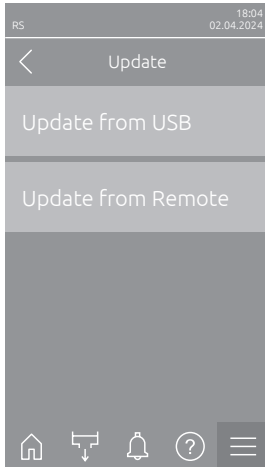 18:04
RS 02.04.2024
Update
Update from USB
Update from Remote
?